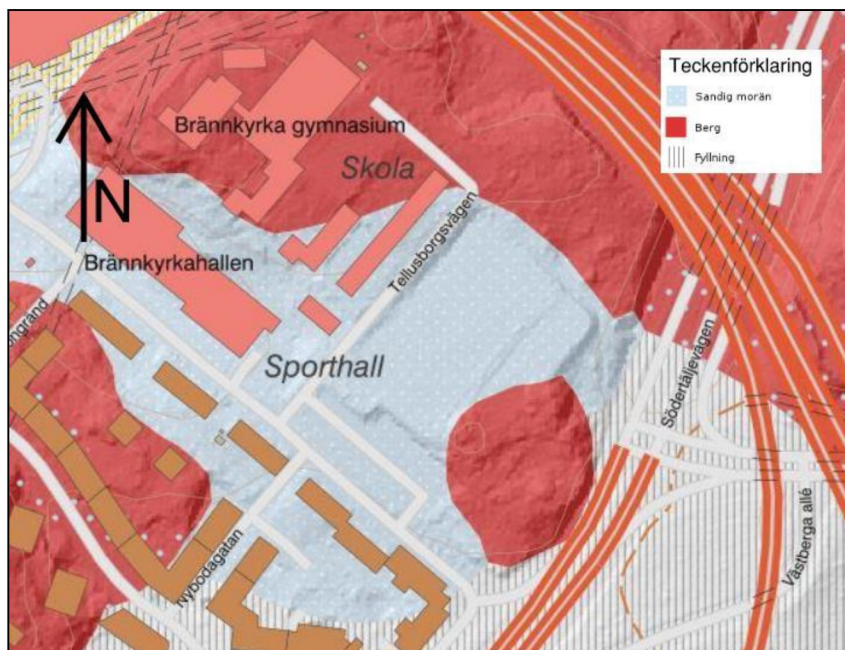 Teckenförklaring
Sandig morän
Berg
Fyllning
Brännkyrka gymnasium
Skola
N
Tellusborgsvägen
Brännkyrkahallen
Sporthall
Södertäljevägen
Nybodagatan
Västberga allé